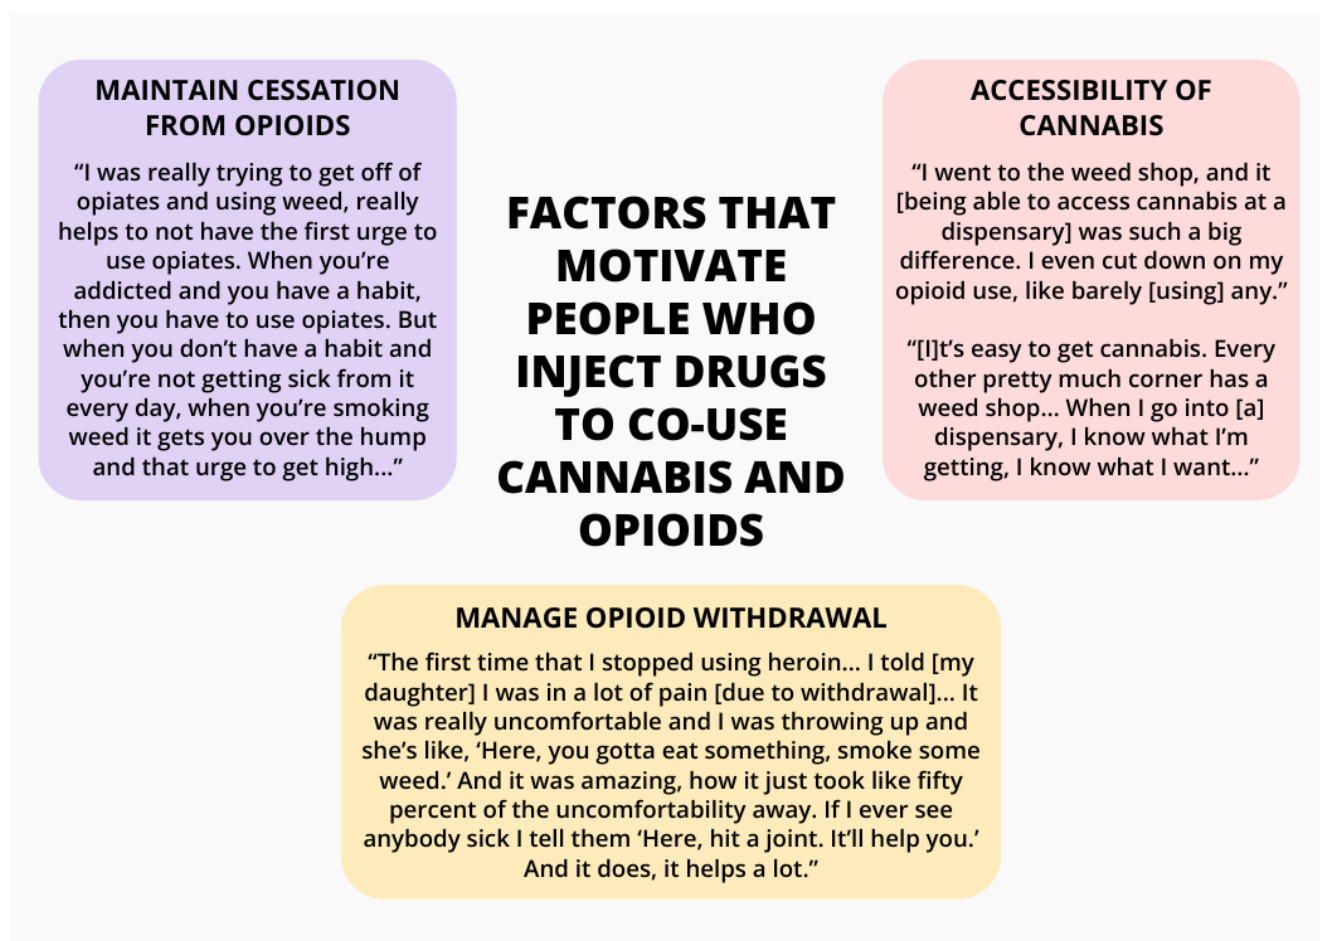 MAINTAIN CESSATION
FROM OPIOIDS
“I was really trying to get off of
opiates and using weed, really
helps to not have the first urge to
use opiates. When you’re
addicted and you have a habit,
then you have to use opiates. But
when you don’t have a habit and
you’re not getting sick from it
every day, when you’re smoking
weed it gets you over the hump
and that urge to get high...”
FACTORS THAT
MOTIVATE
PEOPLE WHO
INJECT DRUGS
TO CO-USE
CANNABIS AND
OPIOIDS
ACCESSIBILITY OF
CANNABIS
“I went to the weed shop, and it
[being able to access cannabis at a
dispensary] was such a big
difference. I even cut down on my
opioid use, like barely [using] any.”
“[I]t’s easy to get cannabis. Every
other pretty much corner has a
weed shop... When I go into [a]
dispensary, I know what I’m
getting, I know what I want...”
MANAGE OPIOID WITHDRAWAL
“The first time that I stopped using heroin... I told [my
daughter] I was in a lot of pain [due to withdrawal]... It
was really uncomfortable and I was throwing up and
she’s like, ‘Here, you gotta eat something, smoke some
weed.’ And it was amazing, how it just took like fifty
percent of the uncomfortability away. If I ever see
anybody sick I tell them ‘Here, hit a joint. It’ll help you.’
And it does, it helps a lot.”